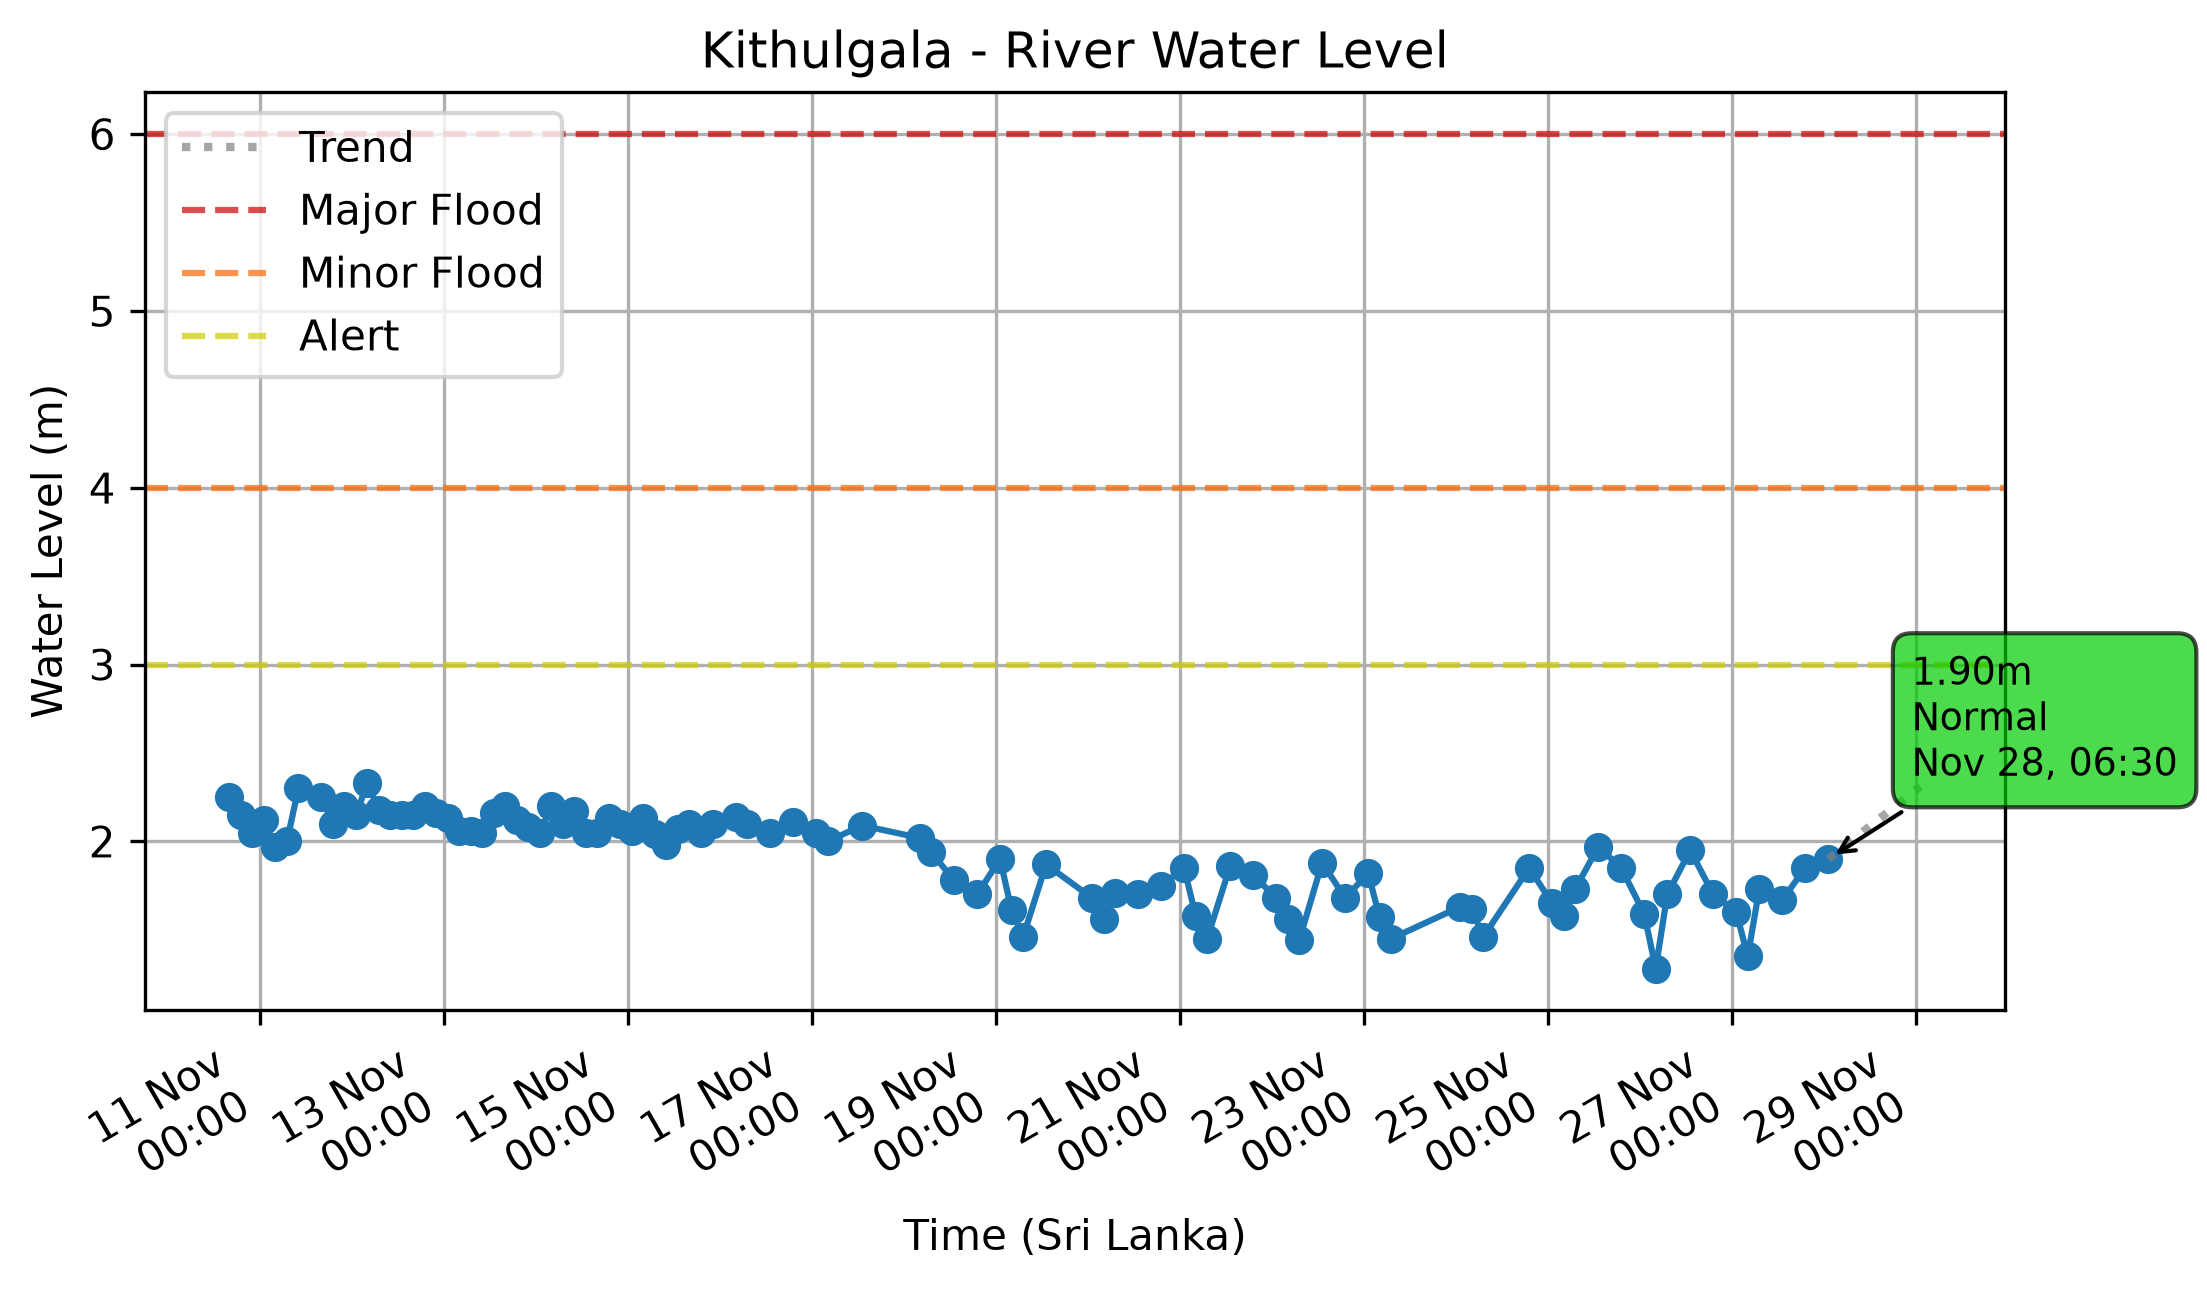 Kithulgala - River Water Level
Trend
Major Flood
Minor Flood
Alert
Water Level (m)
6
5
4
3
2
1.90m
Normal
Nov 28, 06:30
11 Nov
00:00
13 Nov
00:00
15 Nov
00:00
17 Nov
00:00
19 Nov
00:00
21 Nov
00:00
23 Nov
00:00
25 Nov
00:00
27 Nov
00:00
29 Nov
00:00
Time (Sri Lanka)